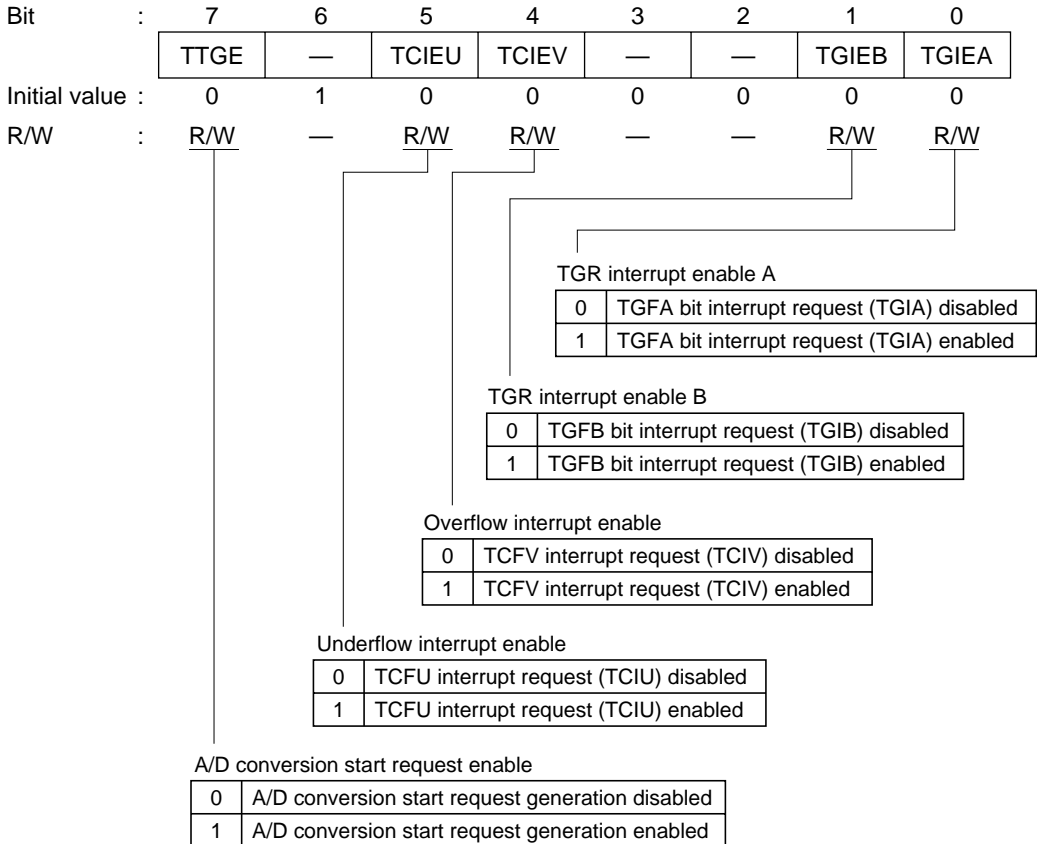 Bit : 7 6 5 4 3 2 1 0
TTGE — TCIEU TCIEV — — TGIEB TGIEA
Initial value : 0 1 0 0 0 0 0 0
R/W : R/W — R/W R/W — — R/W R/W
TGR interrupt enable A
0 TGFA bit interrupt request (TGIA) disabled
1 TGFA bit interrupt request (TGIA) enabled
TGR interrupt enable B
0 TGFB bit interrupt request (TGIB) disabled
1 TGFB bit interrupt request (TGIB) enabled
Overflow interrupt enable
0 TCFV interrupt request (TCIV) disabled
1 TCFV interrupt request (TCIV) enabled
Underflow interrupt enable
0 TCFU interrupt request (TCIU) disabled
1 TCFU interrupt request (TCIU) enabled
A/D conversion start request enable
0 A/D conversion start request generation disabled
1 A/D conversion start request generation enabled